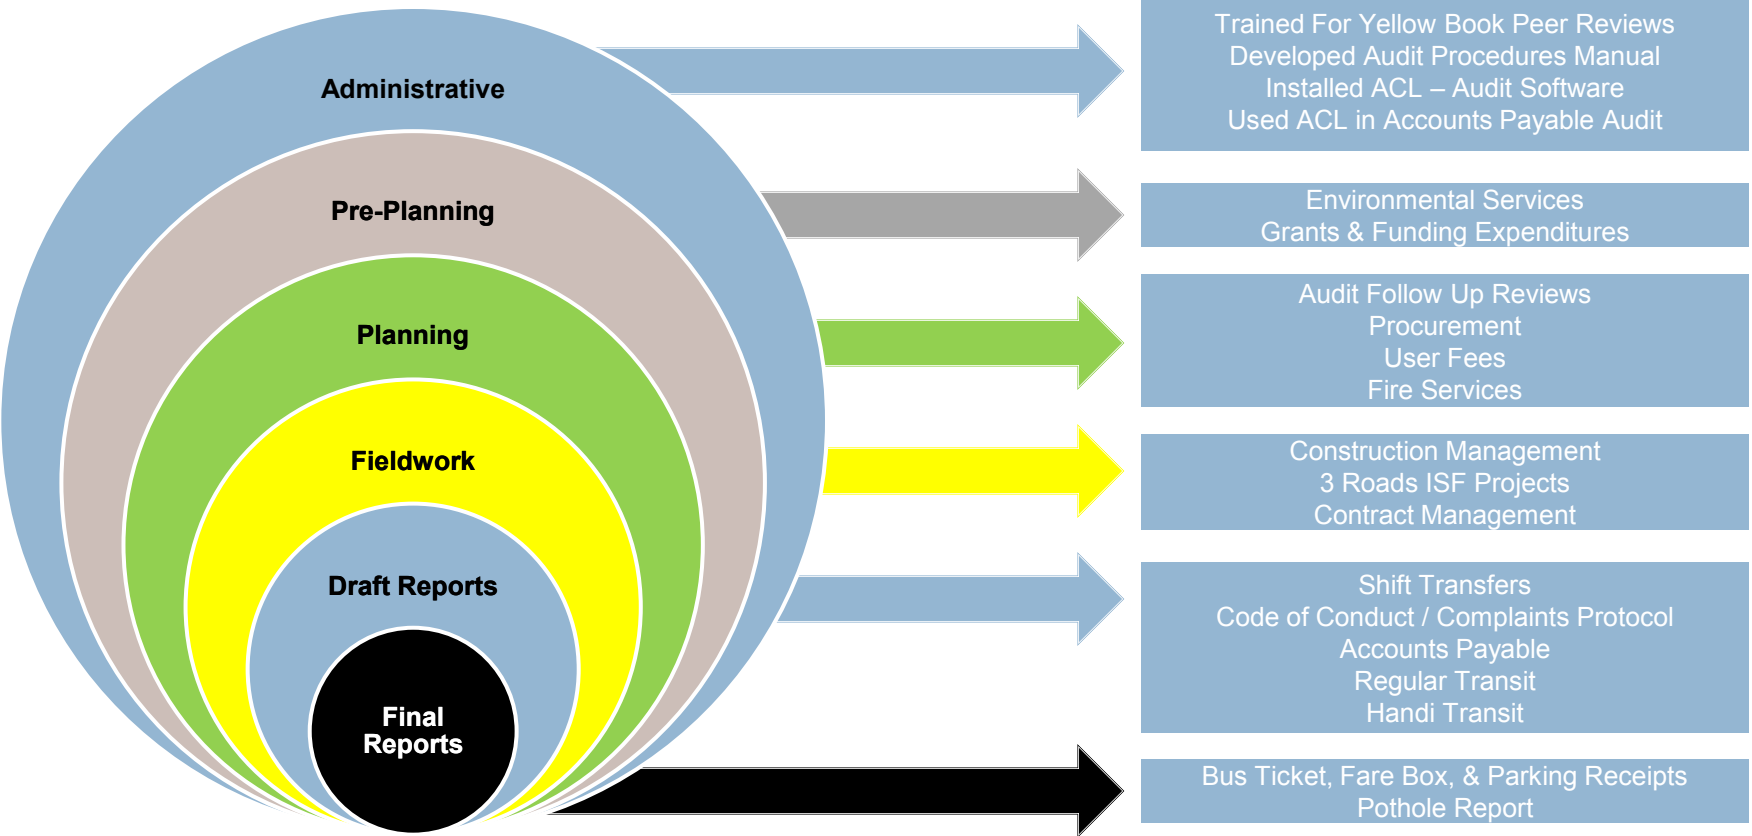 Administrative
Pre-Planning
Planning
Fieldwork
Draft Reports
Final
Reports
Trained For Yellow Book Peer Reviews
Developed Audit Procedures Manual
Installed ACL – Audit Software
Used ACL in Accounts Payable Audit
Environmental Services
Grants & Funding Expenditures
Audit Follow Up Reviews
Procurement
User Fees
Fire Services
Construction Management
3 Roads ISF Projects
Contract Management
Shift Transfers
Code of Conduct / Complaints Protocol
Accounts Payable
Regular Transit
Handi Transit
Bus Ticket, Fare Box, & Parking Receipts
Pothole Report